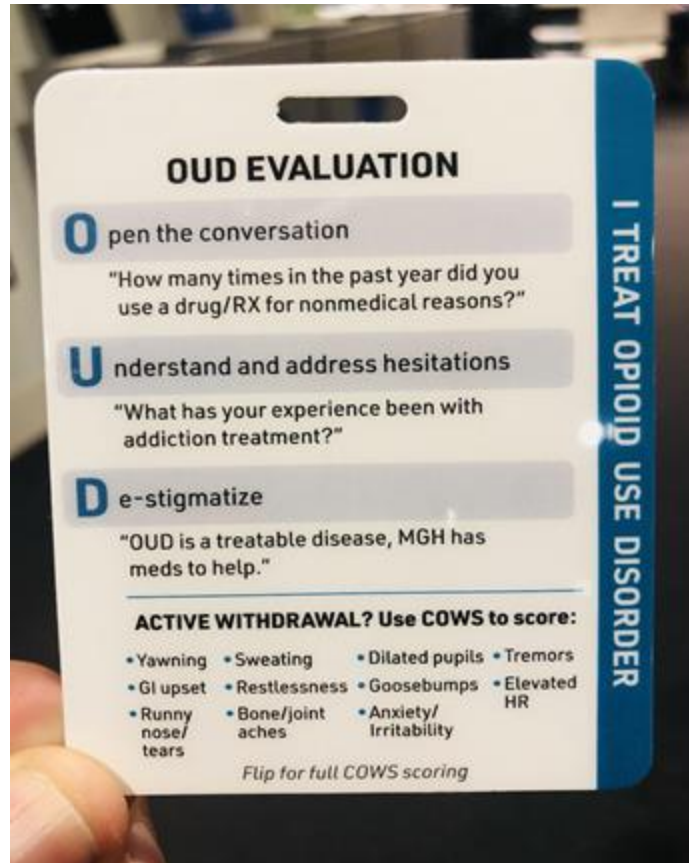 OUD EVALUATION
Open the conversation
“How many times in the past year did you
use a drug/RX for nonmedical reasons?”
Understand and address hesitations
“What has your experience been with
addiction treatment?”
De-stigmatize
“OUD is a treatable disease, MGH has
meds to help.”
ACTIVE WITHDRAWAL? Use COWS to score:
• Yawning • Sweating • Dilated pupils • Tremors
• GI upset • Restlessness • Goosebumps • Elevated
HR
• Runny • Bone/joint • Anxiety/
nose/ aches Irritability
tears
Flip for full COWS scoring
I TREAT OPIOID USE DISORDER